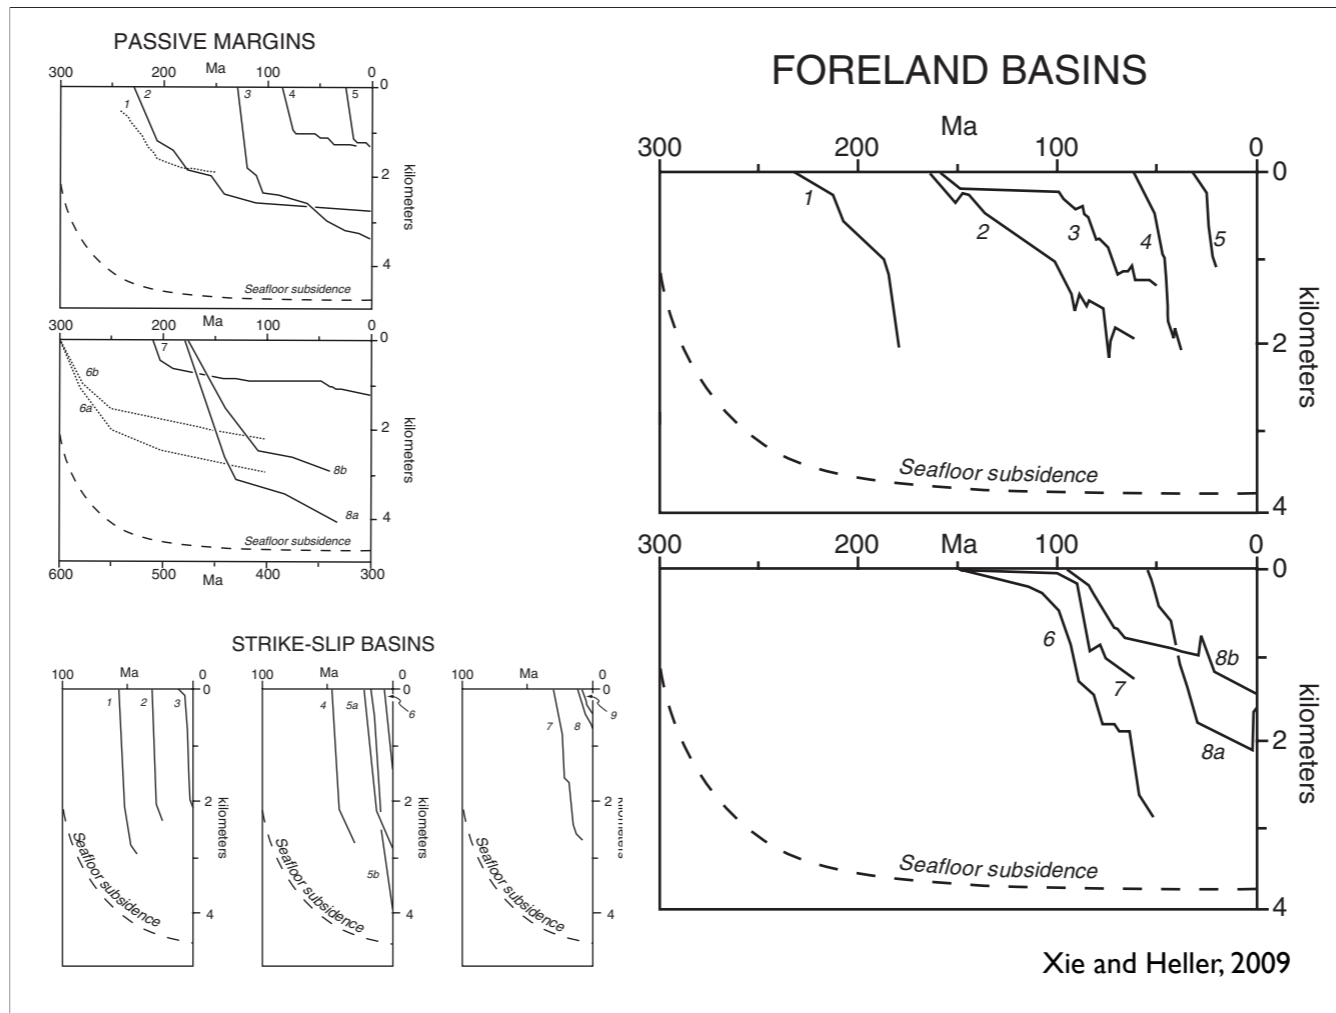 PASSIVE MARGINS
Ma
300 200 100 0
1 2 3 4 5
0
2
4
kilometers
Seafloor subsidence
300 200 100 0
Ma
7
6b
6a
8b
8a
0
2
4
kilometers
Seafloor subsidence
600 500 400 300
Ma
STRIKE-SLIP BASINS
100 Ma 0
1 2 3
0
2
4
kilometers
Seafloor subsidence
100 Ma 0
4 5a 6
5b
0
2
4
kilometers
Seafloor subsidence
100 Ma 0
7 8 9
0
2
4
Seafloor subsidence
FORELAND BASINS
Ma
300 200 100 0
1 2 3 4 5
0
2
4
kilometers
Seafloor subsidence
300 200 Ma 100 0
6 7 8b
8a
0
2
4
kilometers
Seafloor subsidence
Xie and Heller, 2009